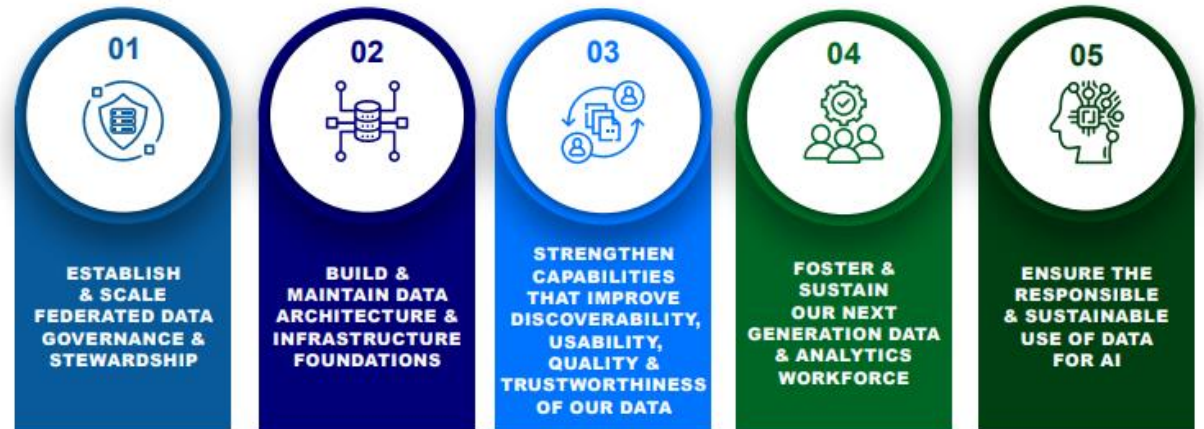 01
ESTABLISH
& SCALE
FEDERATED DATA
GOVERNANCE &
STEWARDSHIP
02
BUILD &
MAINTAIN DATA
ARCHITECTURE &
INFRASTRUCTURE
FOUNDATIONS
03
STRENGTHEN
CAPABILITIES
THAT IMPROVE
DISCOVERABILITY,
USABILITY,
QUALITY &
TRUSTWORTHINESS
OF OUR DATA
04
FOSTER &
SUSTAIN
OUR NEXT
GENERATION DATA
& ANALYTICS
WORKFORCE
05
ENSURE THE
RESPONSIBLE
& SUSTAINABLE
USE OF DATA
FOR AI